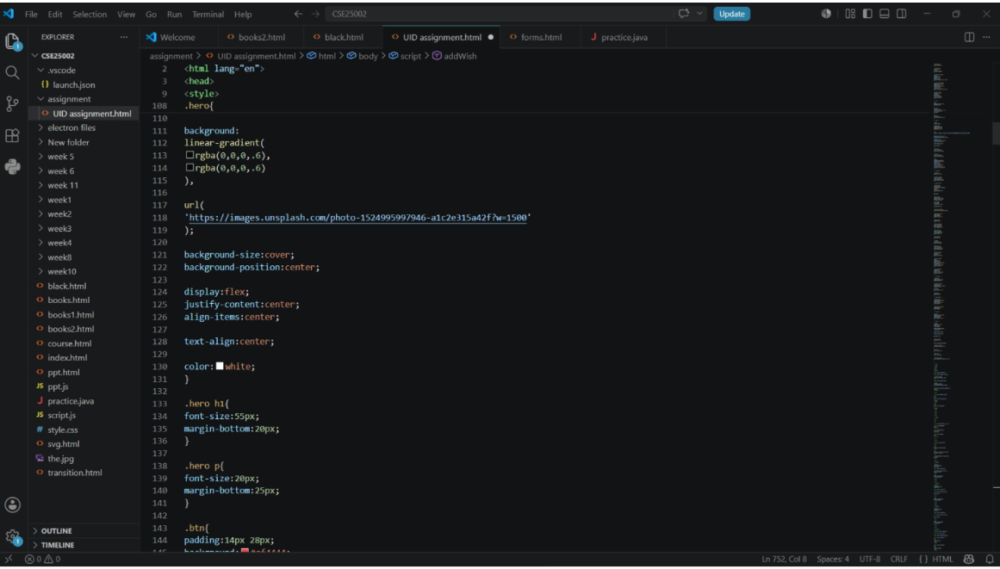 File Edit Selection View Go Run Terminal Help CSE25002 Update
EXPLORER
CSE25002
.vscode
launch.json
assignment
UID assignment.html
electron files
New folder
week 5
week 6
week 11
week1
week2
week3
week4
week8
week10
black.html
books.html
books1.html
books2.html
course.html
index.html
ppt.html
JS ppt.js
J practice.java
JS script.js
# style.css
svg.html
the.jpg
transition.html
OUTLINE
TIMELINE
Welcome books2.html black.html UID assignment.html forms.html J practice.java
assignment > UID assignment.html > html > body > script > addWish
2 <html lang="en">
3 <head>
9 <style>
108 .hero{
110
111 background:
112 linear-gradient(
113 rgba(0,0,0,.6),
114 rgba(0,0,0,.6)
115 ),
116
117 url(
118 'https://images.unsplash.com/photo-1524995997946-a1c2e315a42f?w=1500'
119 );
120
121 background-size:cover;
122 background-position:center;
123
124 display:flex;
125 justify-content:center;
126 align-items:center;
127
128 text-align:center;
129
130 color:white;
131 }
132
133 .hero h1{
134 font-size:55px;
135 margin-bottom:20px;
136 }
137
138 .hero p{
139 font-size:20px;
140 margin-bottom:25px;
141 }
142
143 .btn{
144 padding:14px 28px;
145 background:#ef4444;
0 0 Ln 752, Col 8 Spaces: 4 UTF-8 CRLF {} HTML